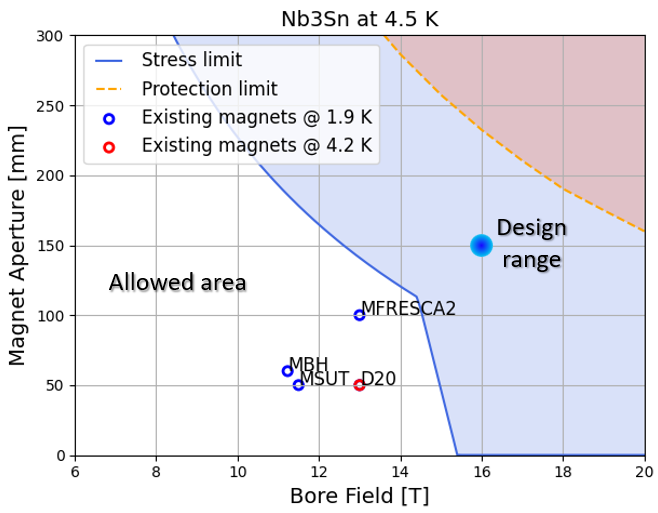 Nb3Sn at 4.5 K
Magnet Aperture [mm]
300
250
200
150
100
50
0
Stress limit
Protection limit
Existing magnets @ 1.9 K
Existing magnets @ 4.2 K
Design
range
Allowed area
MFRESCA2
MBH
MSUT
D20
6
8
10
12
14
16
18
20
Bore Field [T]